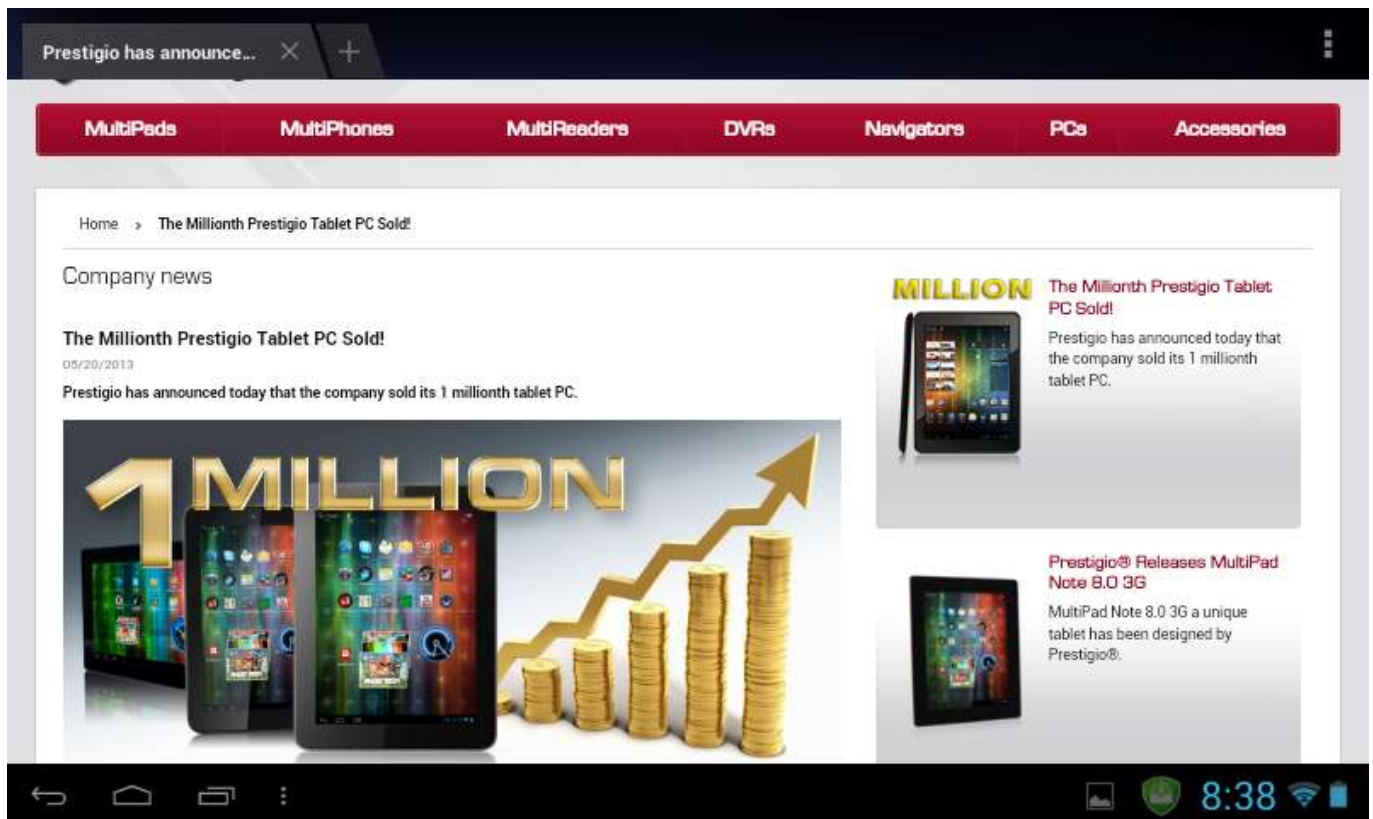 Prestigio has announce...
MultiPads MultiPhones MultiReaders DVRs Navigators PCs Accessories
Home › The Millionth Prestigio Tablet PC Sold!
Company news
The Millionth Prestigio Tablet PC Sold!
05/20/2013
Prestigio has announced today that the company sold its 1 millionth tablet PC.
1 MILLION
MILLION
The Millionth Prestigio Tablet
PC Sold!
Prestigio has announced today that
the company sold its 1 millionth
tablet PC.
Prestigio® Releases MultiPad
Note 8.0 3G
MultiPad Note 8.0 3G a unique
tablet has been designed by
Prestigio®.
8:38